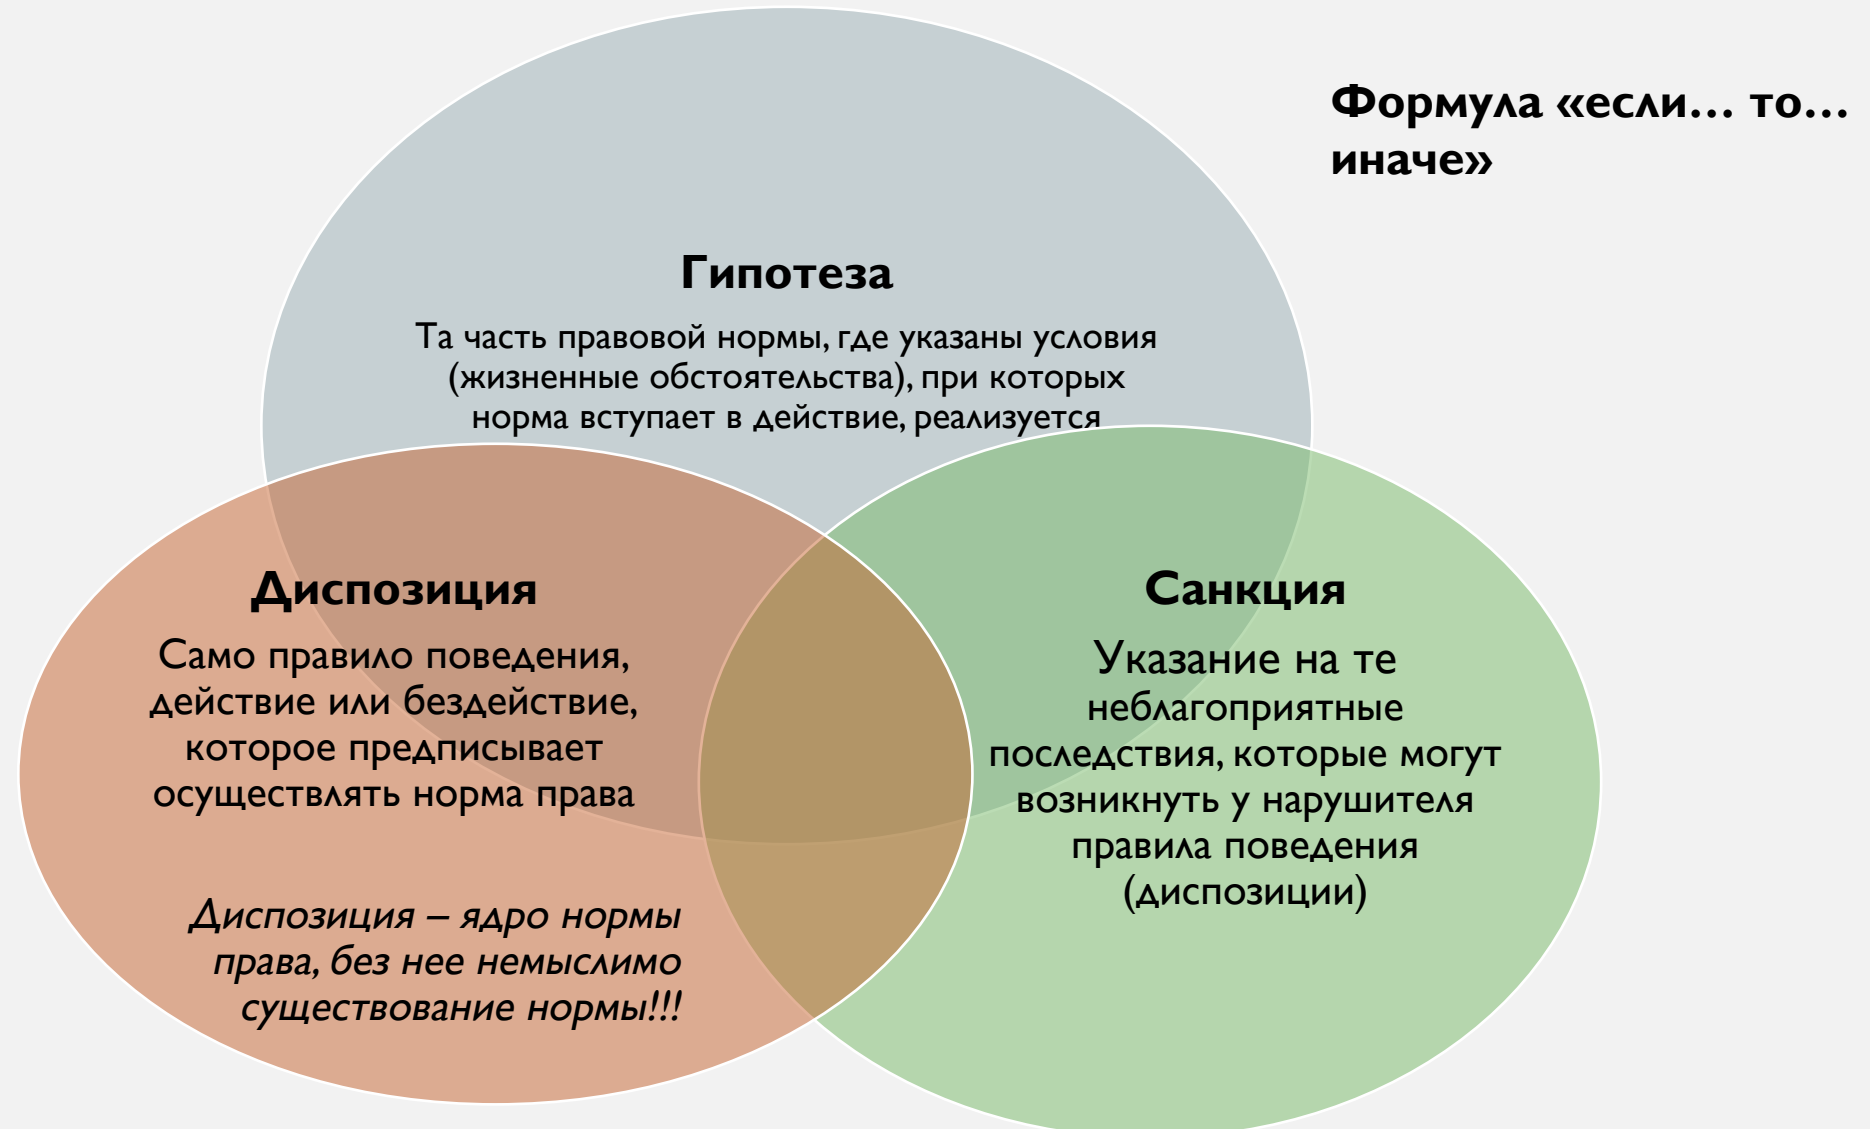 Формула «если… то…
иначе»
Гипотеза
Та часть правовой нормы, где указаны условия
(жизненные обстоятельства), при которых
норма вступает в действие, реализуется
Диспозиция
Само правило поведения,
действие или бездействие,
которое предписывает
осуществлять норма права
Диспозиция – ядро нормы
права, без нее немыслимо
существование нормы!!!
Санкция
Указание на те
неблагоприятные
последствия, которые могут
возникнуть у нарушителя
правила поведения
(диспозиции)